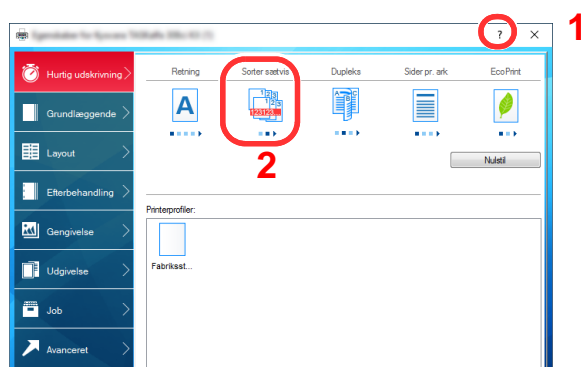 1
? ×
Hurtig udskrivning
Grundlæggende
Layout
Efterbehandling
Gengivelse
Udgivelse
Job
Avanceret
Retning Sorter sætvis Dupleks Sider pr. ark EcoPrint
A 123123... A B C
2
Nulstil
Printerprofiler:
Fabriksst...